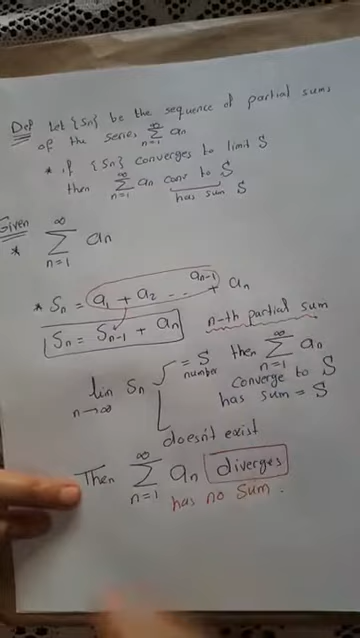 Def Let {Sn} be the sequence of partial sums
of the series ∞ Σ n=1 an
* if {Sn} converges to limit S
then ∞ Σ n=1 an conv to S
has sum S
Given
* ∞ Σ n=1 an
* Sn = a1 + a2 ... an-1 + an
Sn = Sn-1 + an
n-th partial sum
lim n→∞ Sn = S number then ∞ Σ n=1 an
converge to S
has sum = S
doesn't exist
Then ∞ Σ n=1 an diverges
has no sum.